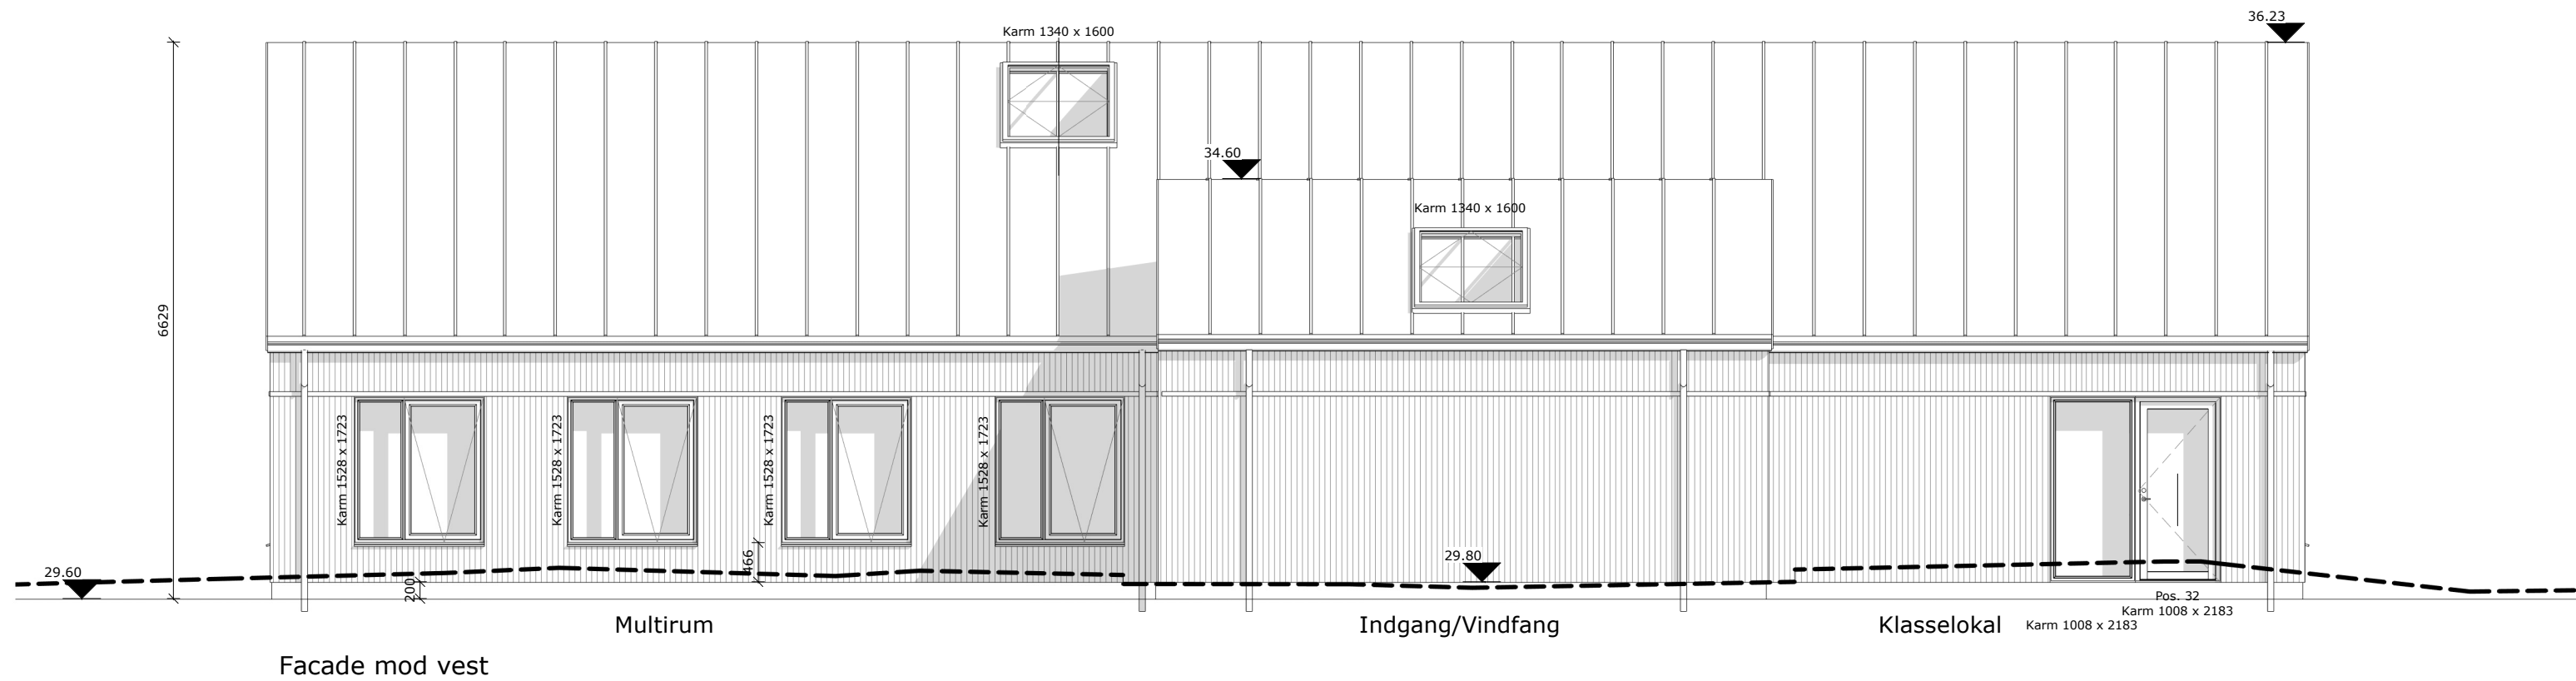 36.23
Karm 1340 x 1600
34.60
Karm 1340 x 1600
6629
Karm 1528 x 1723
Karm 1528 x 1723
Karm 1528 x 1723
Karm 1528 x 1723
466
29.80
29.60
200
Pos. 32
Karm 1008 x 2183
Karm 1008 x 2183
Multirum
Indgang/Vindfang
Klasselokal
Facade mod vest